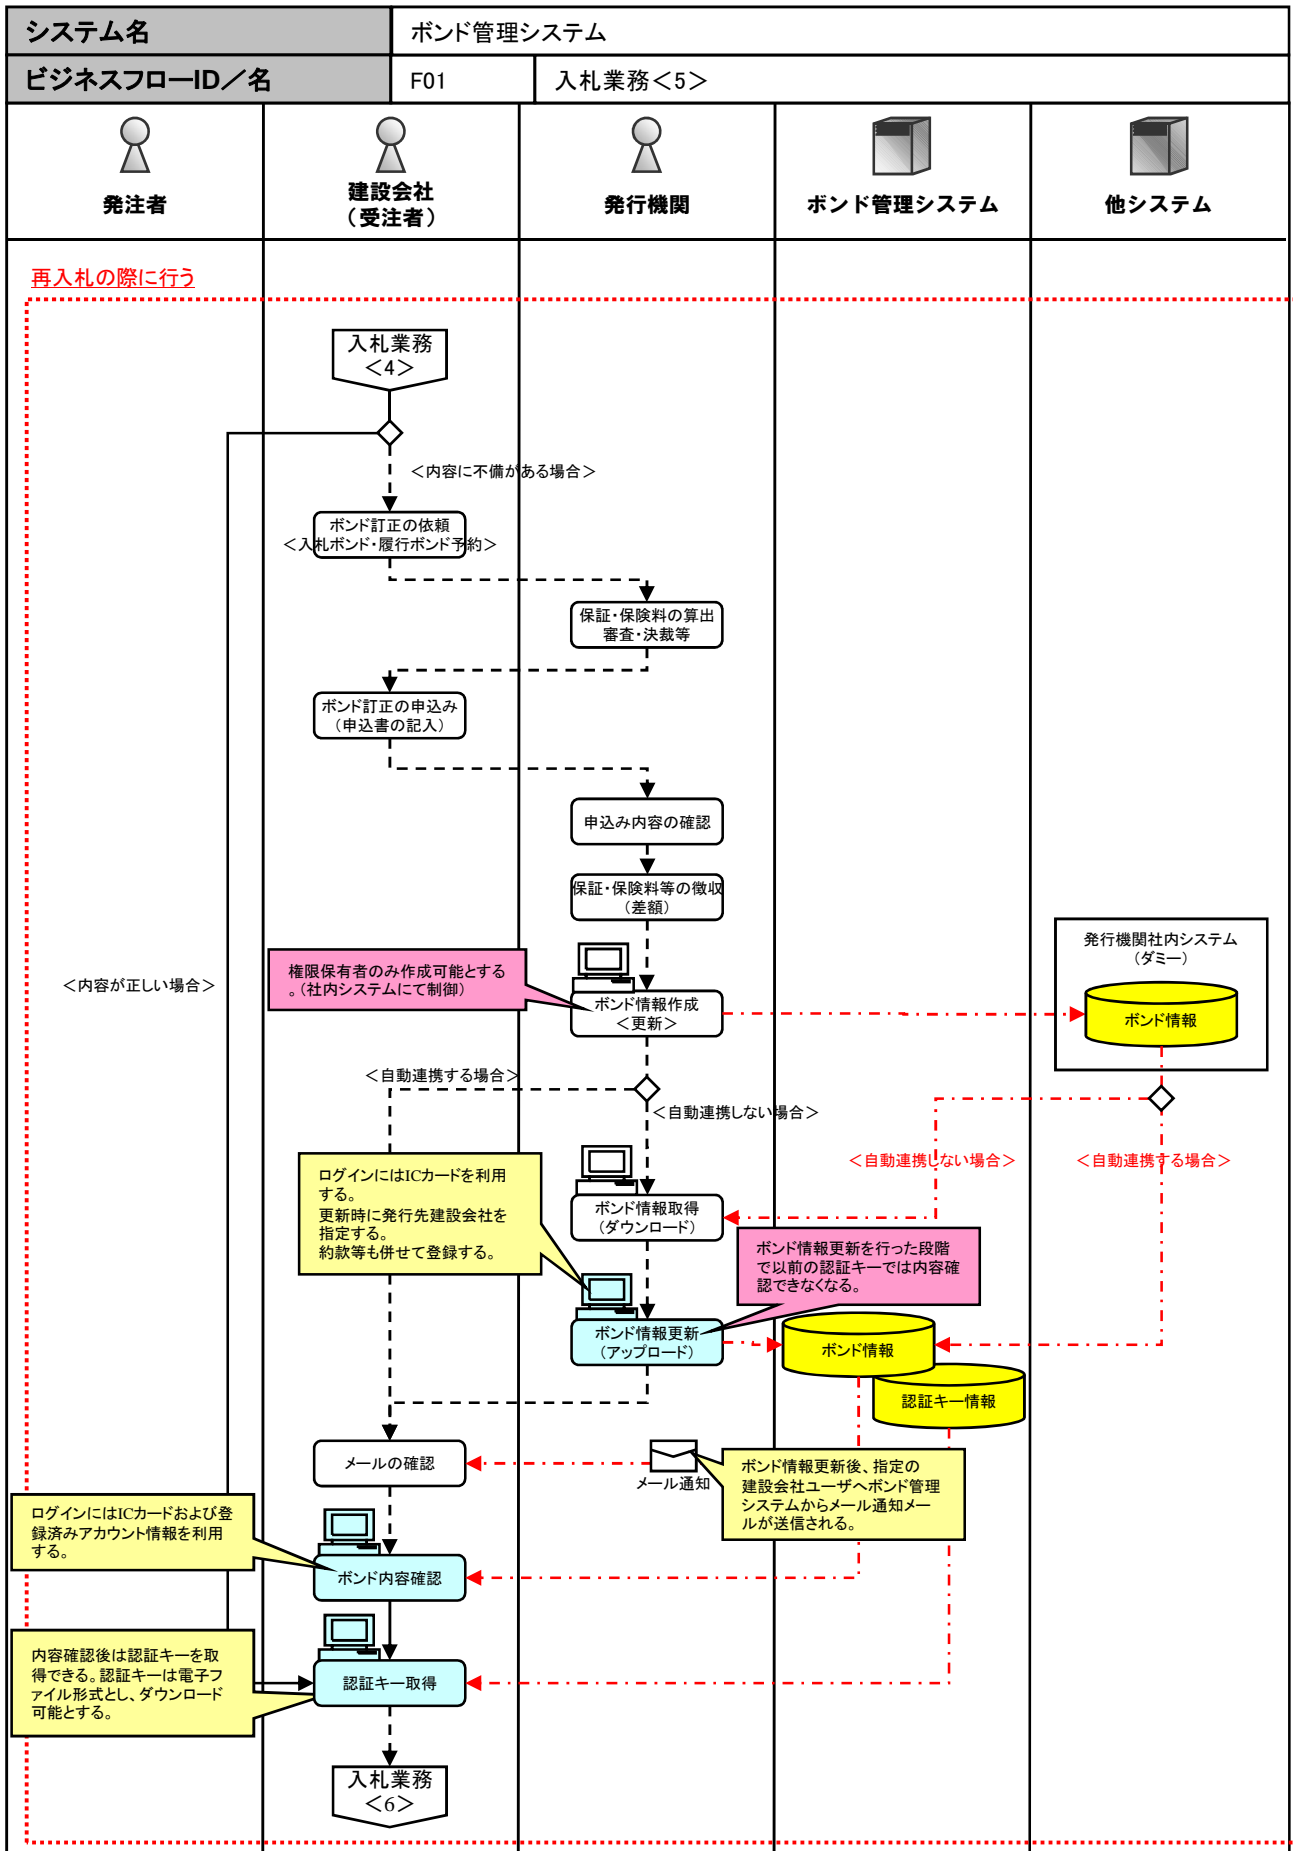 システム名
ボンド管理システム
ビジネスフローID／名
F01
入札業務＜5＞
発注者
建設会社
（受注者）
発行機関
ボンド管理システム
他システム
再入札の際に行う
入札業務
＜4＞
＜内容に不備がある場合＞
ボンド訂正の依頼
＜入札ボンド・履行ボンド予約＞
保証・保険料の算出
審査・決裁等
ボンド訂正の申込み
（申込書の記入）
申込み内容の確認
保証・保険料等の徴収
（差額）
発行機関社内システム
（ダミー）
ボンド情報
権限保有者のみ作成可能とする
。（社内システムにて制御）
＜内容が正しい場合＞
ボンド情報作成
＜更新＞
＜自動連携する場合＞
＜自動連携しない場合＞
＜自動連携しない場合＞
＜自動連携する場合＞
ログインにはICカードを利用
する。
更新時に発行先建設会社を
指定する。
約款等も併せて登録する。
ボンド情報取得
（ダウンロード）
ボンド情報更新を行った段階
で以前の認証キーでは内容確
認できなくなる。
ボンド情報更新
（アップロード）
ボンド情報
認証キー情報
メールの確認
メール通知
ボンド情報更新後、指定の
建設会社ユーザへボンド管理
システムからメール通知メー
ルが送信される。
ログインにはICカードおよび登
録済みアカウント情報を利用
する。
ボンド内容確認
内容確認後は認証キーを取
得できる。認証キーは電子フ
ァイル形式とし、ダウンロード
可能とする。
認証キー取得
入札業務
＜6＞